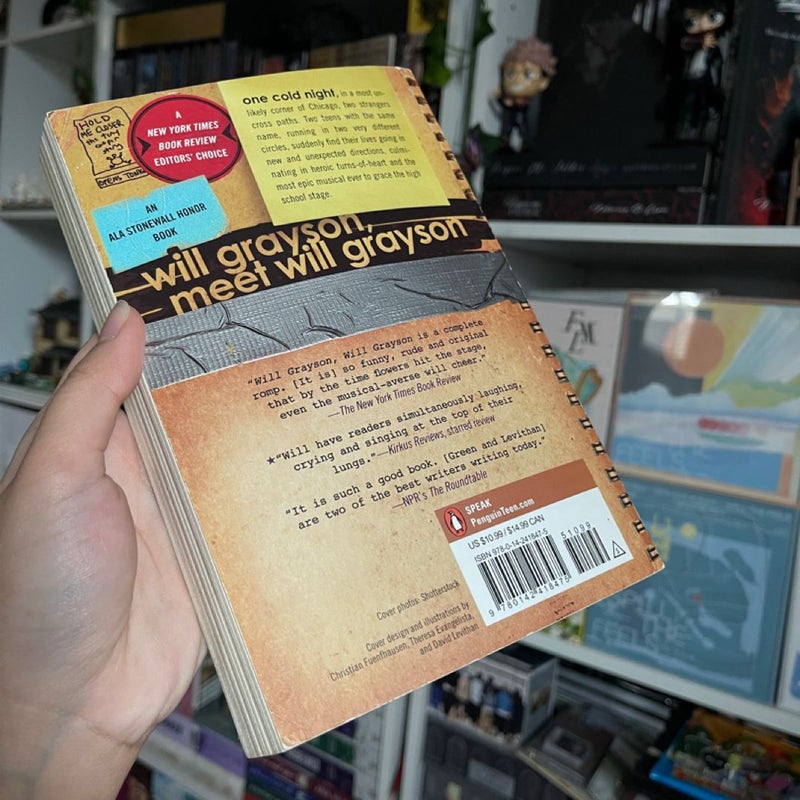 HOLD
ME CLOSER
A
NEW YORK TIMES
BOOK REVIEW
EDITORS' CHOICE
AN
ALA STONEWALL HONOR
BOOK
one cold night, in a most un-
likely corner of Chicago, two strangers
cross paths. Two teens with the same
name, running in two very different
circles, suddenly find their lives going in
new and unexpected directions, culmi-
nating in heroic turns-of-heart and the
most epic musical ever to grace the high
school stage.
will grayson,
meet will grayson
"Will Grayson, Will Grayson is a complete
romp. [It is] so funny, rude and original
that by the time flowers hit the stage,
even the musical-averse will cheer."
—The New York Times Book Review
★"Will have readers simultaneously laughing,
crying and singing at the top of their
lungs."—Kirkus Reviews, starred review
"It is such a good book. [Green and Levithan]
are two of the best writers writing today."
—NPR's The Roundtable
SPEAK
PenguinTeen.com
US $10.99 / $14.99 CAN
ISBN 978-0-14-241847-5
51099
9 780142 418475
Cover photos: Shutterstock
Cover design and illustrations by
Christian Fuenfhausen, Theresa Evangelista,
and David Levithan